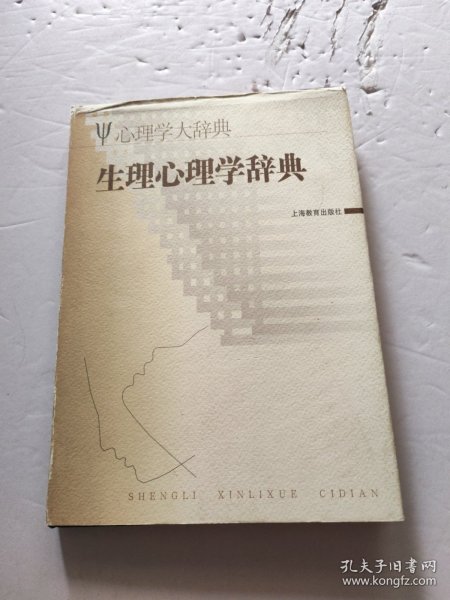 Ψ心理学大辞典
生理心理学辞典
上海教育出版社
SHENGLI XINLIXUE CIDIAN
孔夫子旧书网
www.kongfz.com